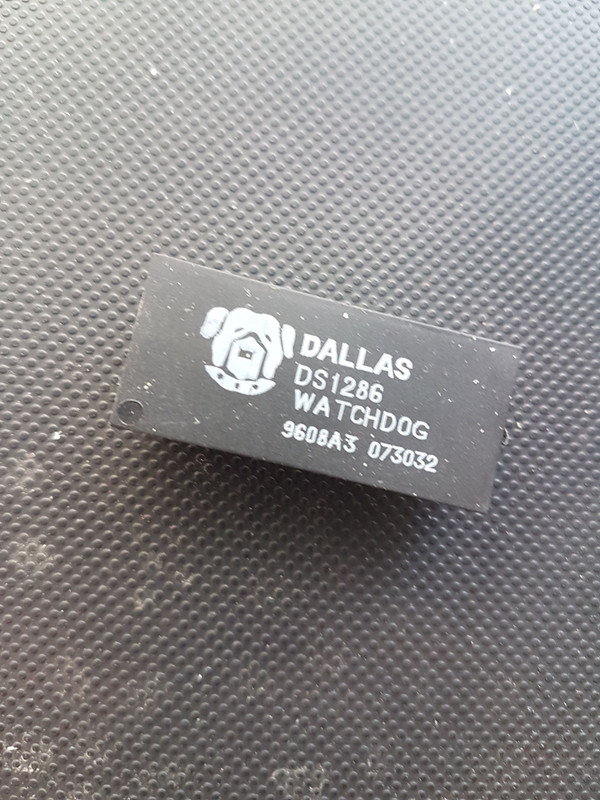 DALLAS
DS1286
WATCHDOG
9608A3 073032